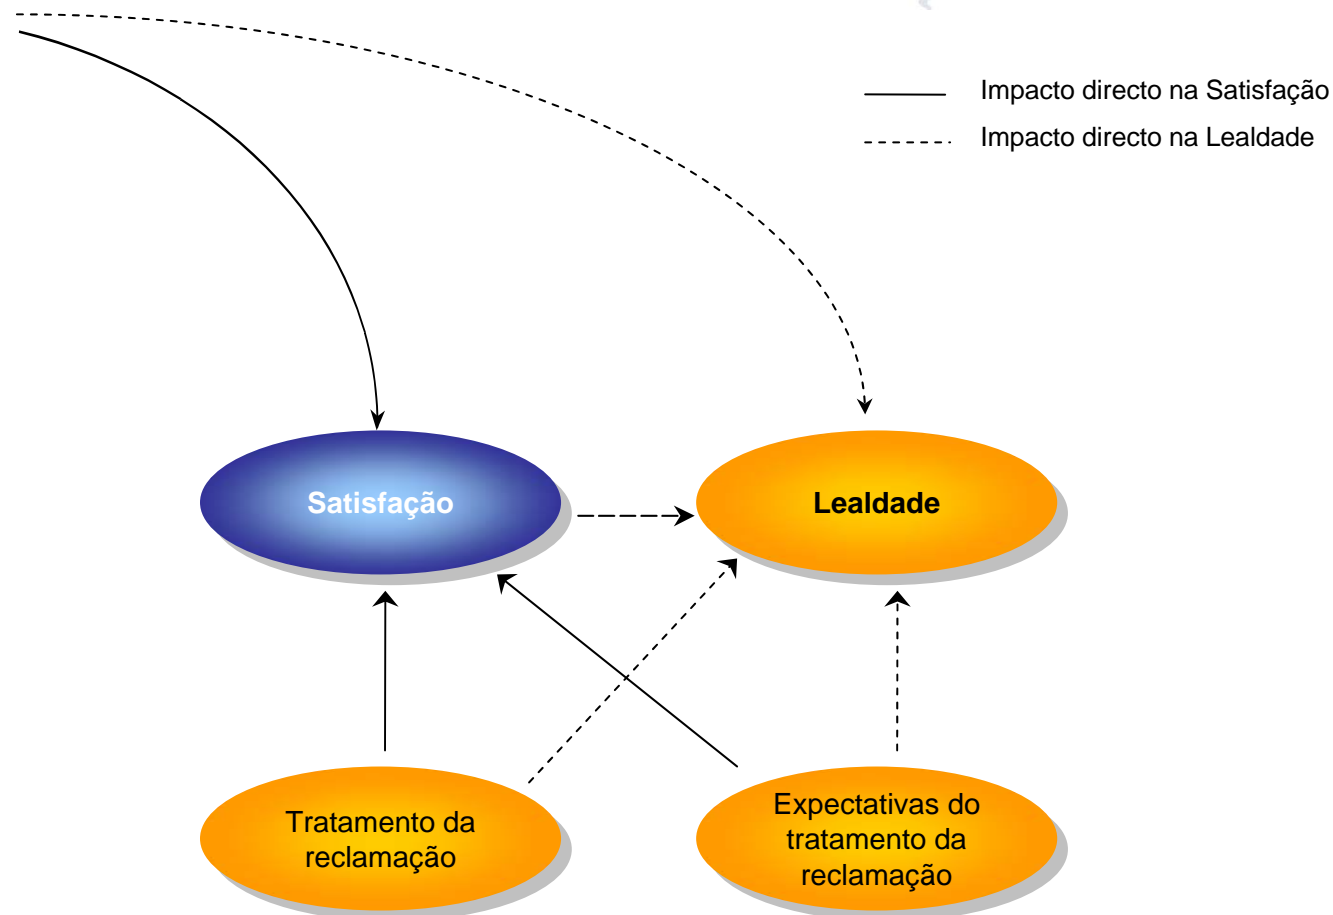 Impacto directo na Satisfação
Impacto directo na Lealdade
Satisfação
Lealdade
Tratamento da
reclamação
Expectativas do
tratamento da
reclamação